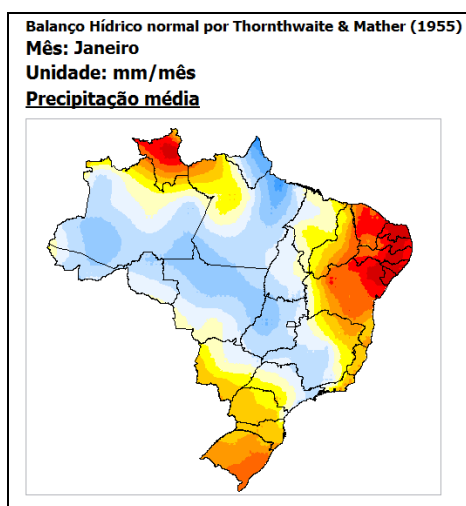 Balanço Hídrico normal por Thornthwaite & Mather (1955)
Mês: Janeiro
Unidade: mm/mês
Precipitação média